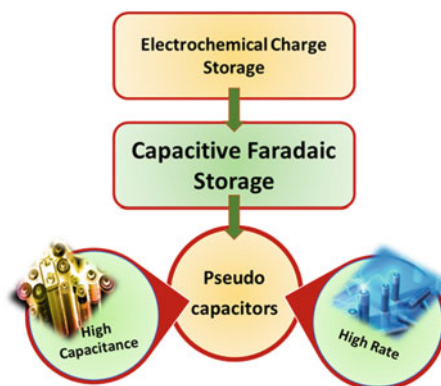 Electrochemical Charge
Storage
Capacitive Faradaic
Storage
Pseudo
capacitors
High
Capacitance
High Rate